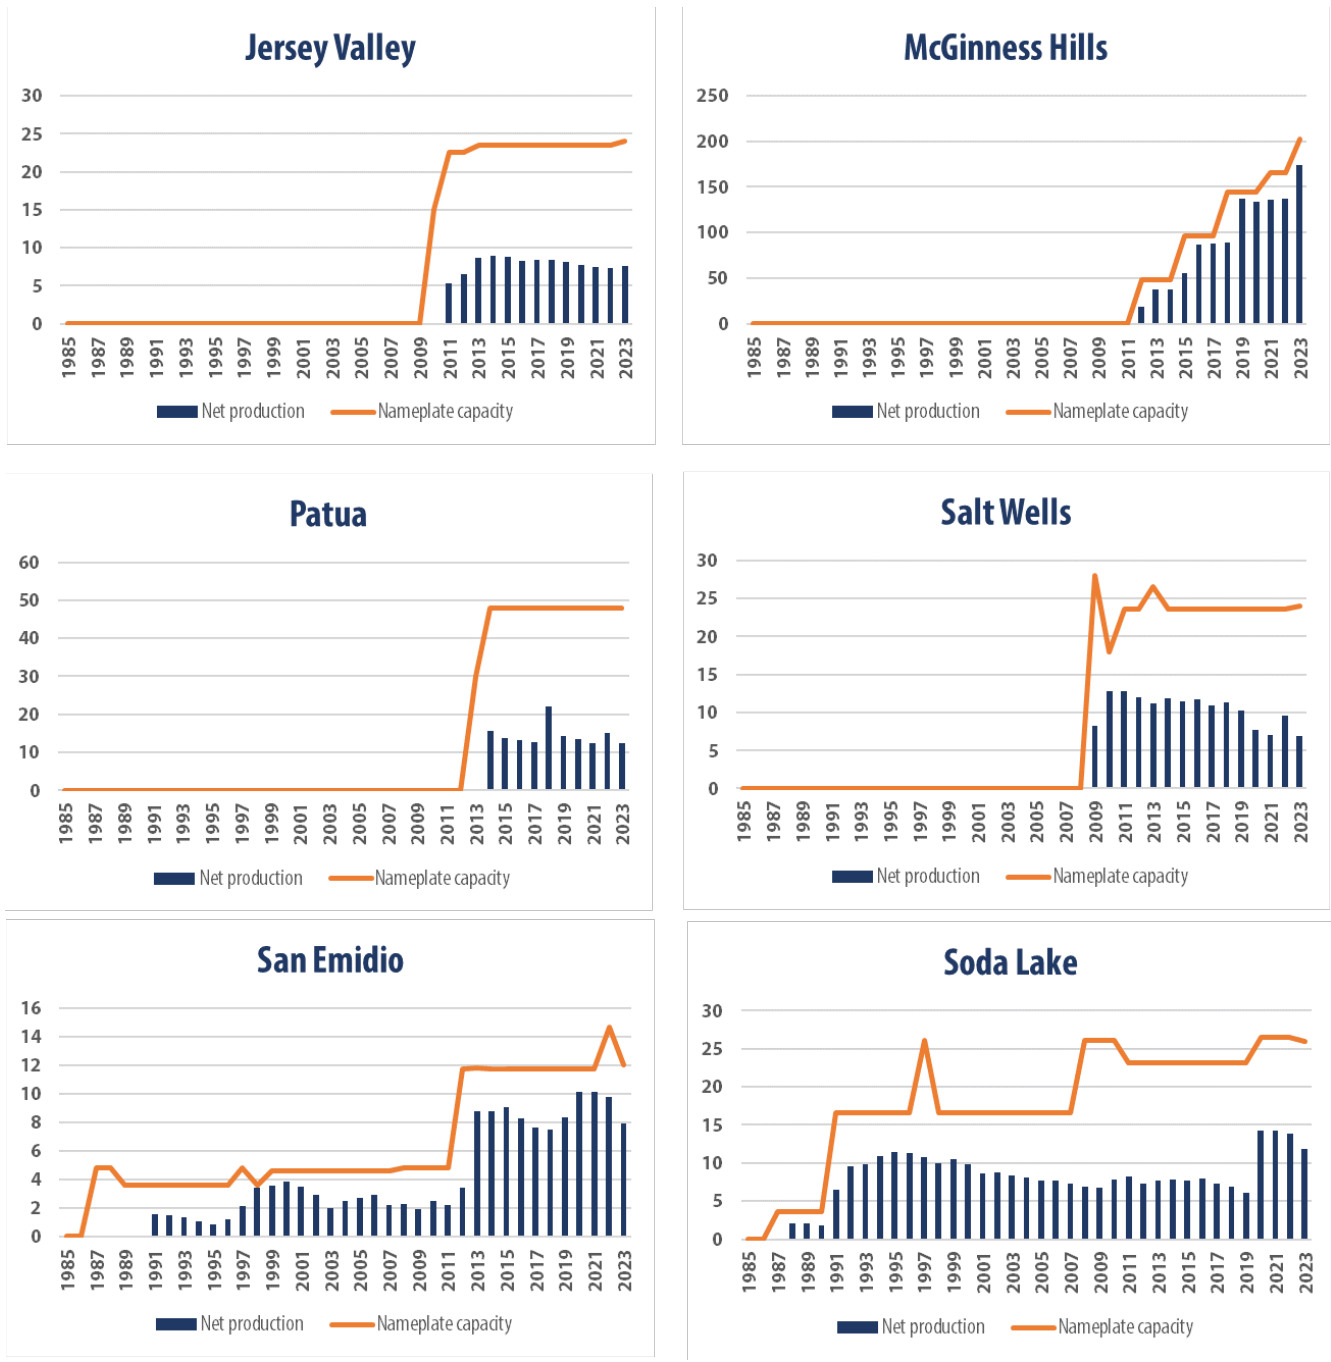 Jersey Valley
30
25
20
15
10
5
0
1985 1987 1989 1991 1993 1995 1997 1999 2001 2003 2005 2007 2009 2011 2013 2015 2017 2019 2021 2023
Net production Nameplate capacity
McGinness Hills
250
200
150
100
50
0
1985 1987 1989 1991 1993 1995 1997 1999 2001 2003 2005 2007 2009 2011 2013 2015 2017 2019 2021 2023
Net production Nameplate capacity
Patua
60
50
40
30
20
10
0
1985 1987 1989 1991 1993 1995 1997 1999 2001 2003 2005 2007 2009 2011 2013 2015 2017 2019 2021 2023
Net production Nameplate capacity
Salt Wells
30
25
20
15
10
5
0
1985 1987 1989 1991 1993 1995 1997 1999 2001 2003 2005 2007 2009 2011 2013 2015 2017 2019 2021 2023
Net production Nameplate capacity
San Emidio
16
14
12
10
8
6
4
2
0
1985 1987 1989 1991 1993 1995 1997 1999 2001 2003 2005 2007 2009 2011 2013 2015 2017 2019 2021 2023
Net production Nameplate capacity
Soda Lake
30
25
20
15
10
5
0
1985 1987 1989 1991 1993 1995 1997 1999 2001 2003 2005 2007 2009 2011 2013 2015 2017 2019 2021 2023
Net production Nameplate capacity